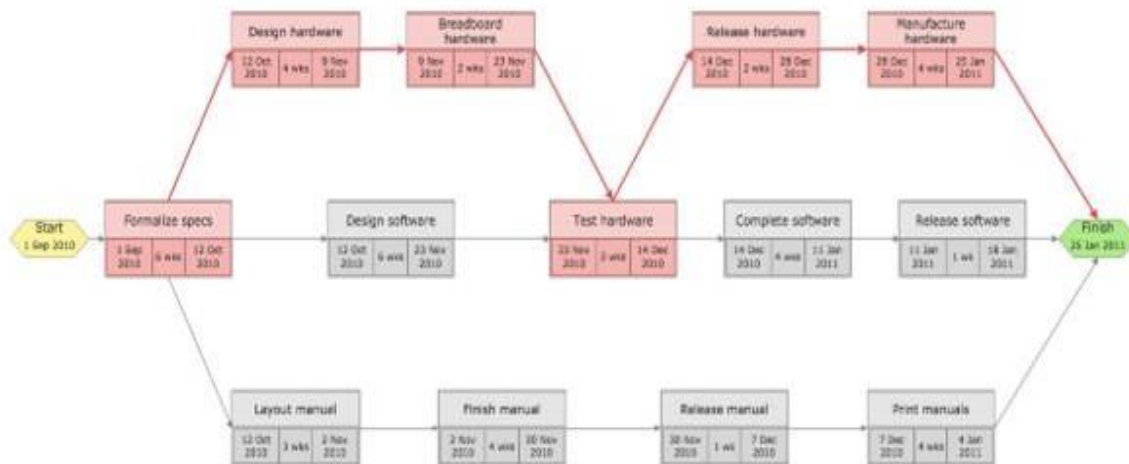 Design hardware
12 Oct 2010
4 wks
9 Nov 2010
Breadboard
hardware
9 Nov 2010
2 wks
23 Nov 2010
Release hardware
14 Dec 2010
2 wks
28 Dec 2010
Manufacture
hardware
28 Dec 2010
4 wks
25 Jan 2011
Start
1 Sep 2010
Formalize specs
1 Sep 2010
6 wks
12 Oct 2010
Design software
12 Oct 2010
6 wks
23 Nov 2010
Test hardware
23 Nov 2010
3 wks
14 Dec 2010
Complete software
14 Dec 2010
4 wks
11 Jan 2011
Release software
11 Jan 2011
1 wk
18 Jan 2011
Finish
25 Jan 2011
Layout manual
12 Oct 2010
3 wks
2 Nov 2010
Finish manual
2 Nov 2010
4 wks
30 Nov 2010
Release manual
30 Nov 2010
1 wk
7 Dec 2010
Print manuals
7 Dec 2010
4 wks
4 Jan 2011